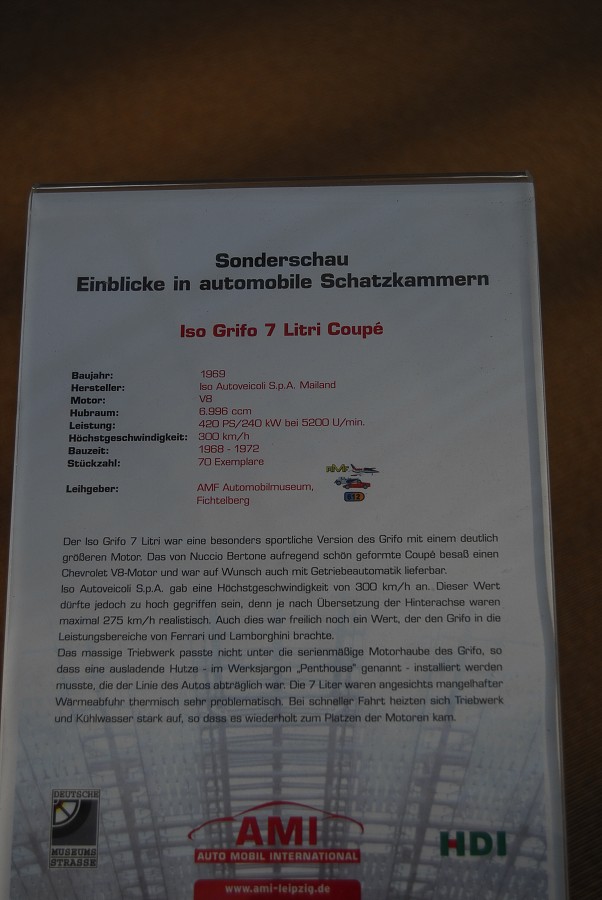 Sonderschau
Einblicke in automobile Schatzkammern
Iso Grifo 7 Litri Coupé
Baujahr: 1969
Hersteller: Iso Autoveicoli S.p.A. Mailand
Motor: V8
Hubraum: 6.996 ccm
Leistung: 420 PS/240 kW bei 5200 U/min.
Höchstgeschwindigkeit: 300 km/h
Bauzeit: 1968 - 1972
Stückzahl: 70 Exemplare
Leihgeber: AMF Automobilmuseum,
Fichtelberg
Der Iso Grifo 7 Litri war eine besonders sportliche Version des Grifo mit einem deutlich
größeren Motor. Das von Nuccio Bertone aufregend schön geformte Coupé besaß einen
Chevrolet V8-Motor und war auf Wunsch auch mit Getriebeautomatik lieferbar.
Iso Autoveicoli S.p.A. gab eine Höchstgeschwindigkeit von 300 km/h an. Dieser Wert
dürfte jedoch zu hoch gegriffen sein, denn je nach Übersetzung der Hinterachse waren
maximal 275 km/h realistisch. Auch dies war freilich noch ein Wert, der den Grifo in die
Leistungsbereiche von Ferrari und Lamborghini brachte.
Das massige Triebwerk passte nicht unter die serienmäßige Motorhaube des Grifo, so
dass eine ausladende Hutze - im Werksjargon „Penthouse" genannt - installiert werden
musste, die der Linie des Autos abträglich war. Die 7 Liter waren angesichts mangelhafter
Wärmeabfuhr thermisch sehr problematisch. Bei schneller Fahrt heizten sich Triebwerk
und Kühlwasser stark auf, so dass es wiederholt zum Platzen der Motoren kam.
DEUTSCHE
MUSEUMS
STRASSE
AMI
AUTO MOBIL INTERNATIONAL
HDI
www.ami-leipzig.de